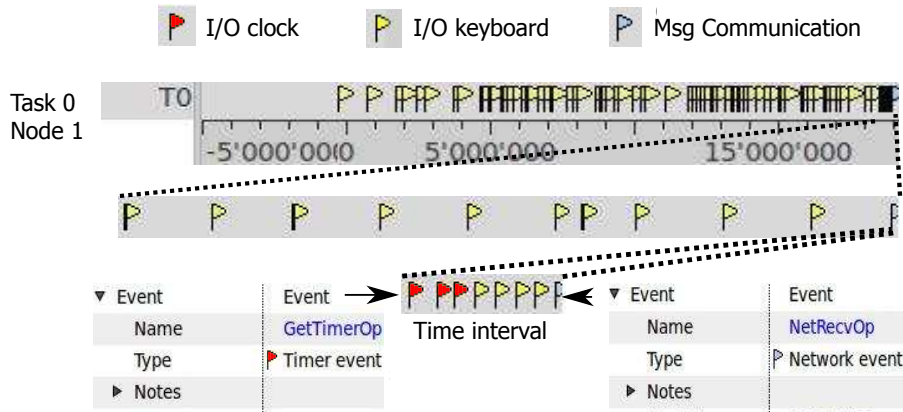 I/O clock I/O keyboard Msg Communication
Task 0 T0
Node 1
-5'000'000 5'000'000 15'000'000
Event Event
Name GetTimerOp
Type Timer event
Notes
Time interval
Event Event
Name NetRecvOp
Type Network event
Notes